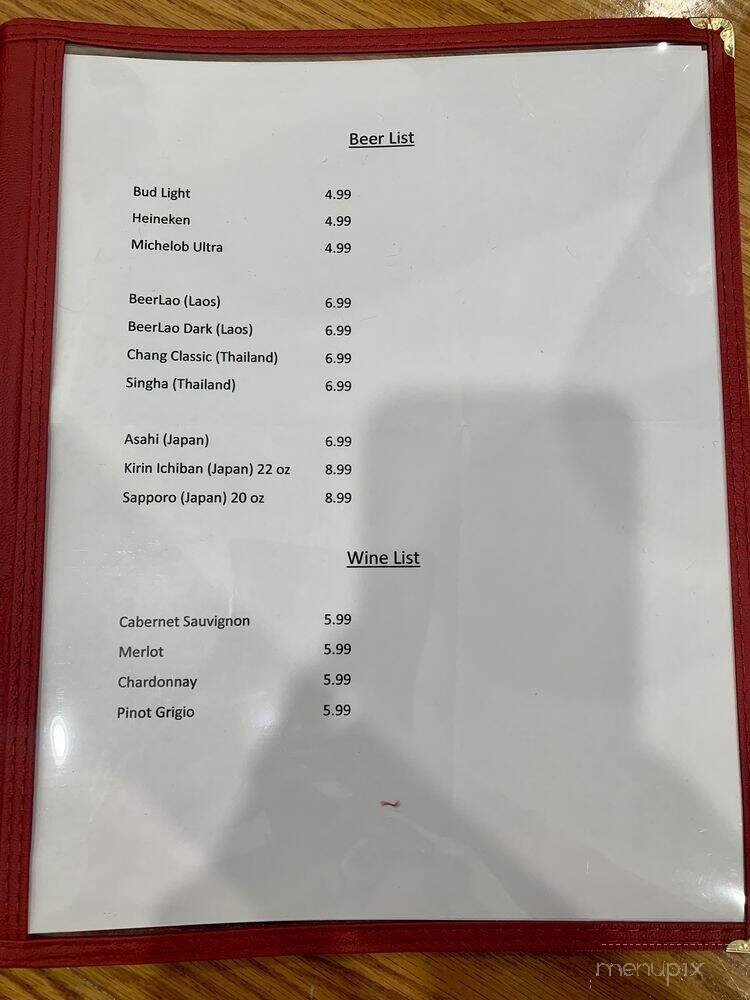 Beer List
Bud Light 4.99
Heineken 4.99
Michelob Ultra 4.99
BeerLao (Laos) 6.99
BeerLao Dark (Laos) 6.99
Chang Classic (Thailand) 6.99
Singha (Thailand) 6.99
Asahi (Japan) 6.99
Kirin Ichiban (Japan) 22 oz 8.99
Sapporo (Japan) 20 oz 8.99
Wine List
Cabernet Sauvignon 5.99
Merlot 5.99
Chardonnay 5.99
Pinot Grigio 5.99
menupix